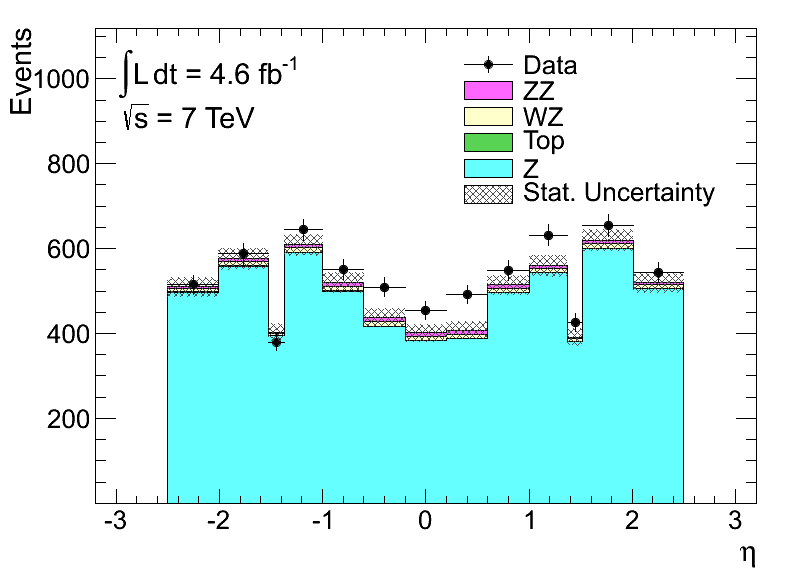 Events
∫L dt = 4.6 fb⁻¹
√s = 7 TeV
Data
ZZ
WZ
Top
Z
Stat. Uncertainty
1000
800
600
400
200
-3 -2 -1 0 1 2 3
η